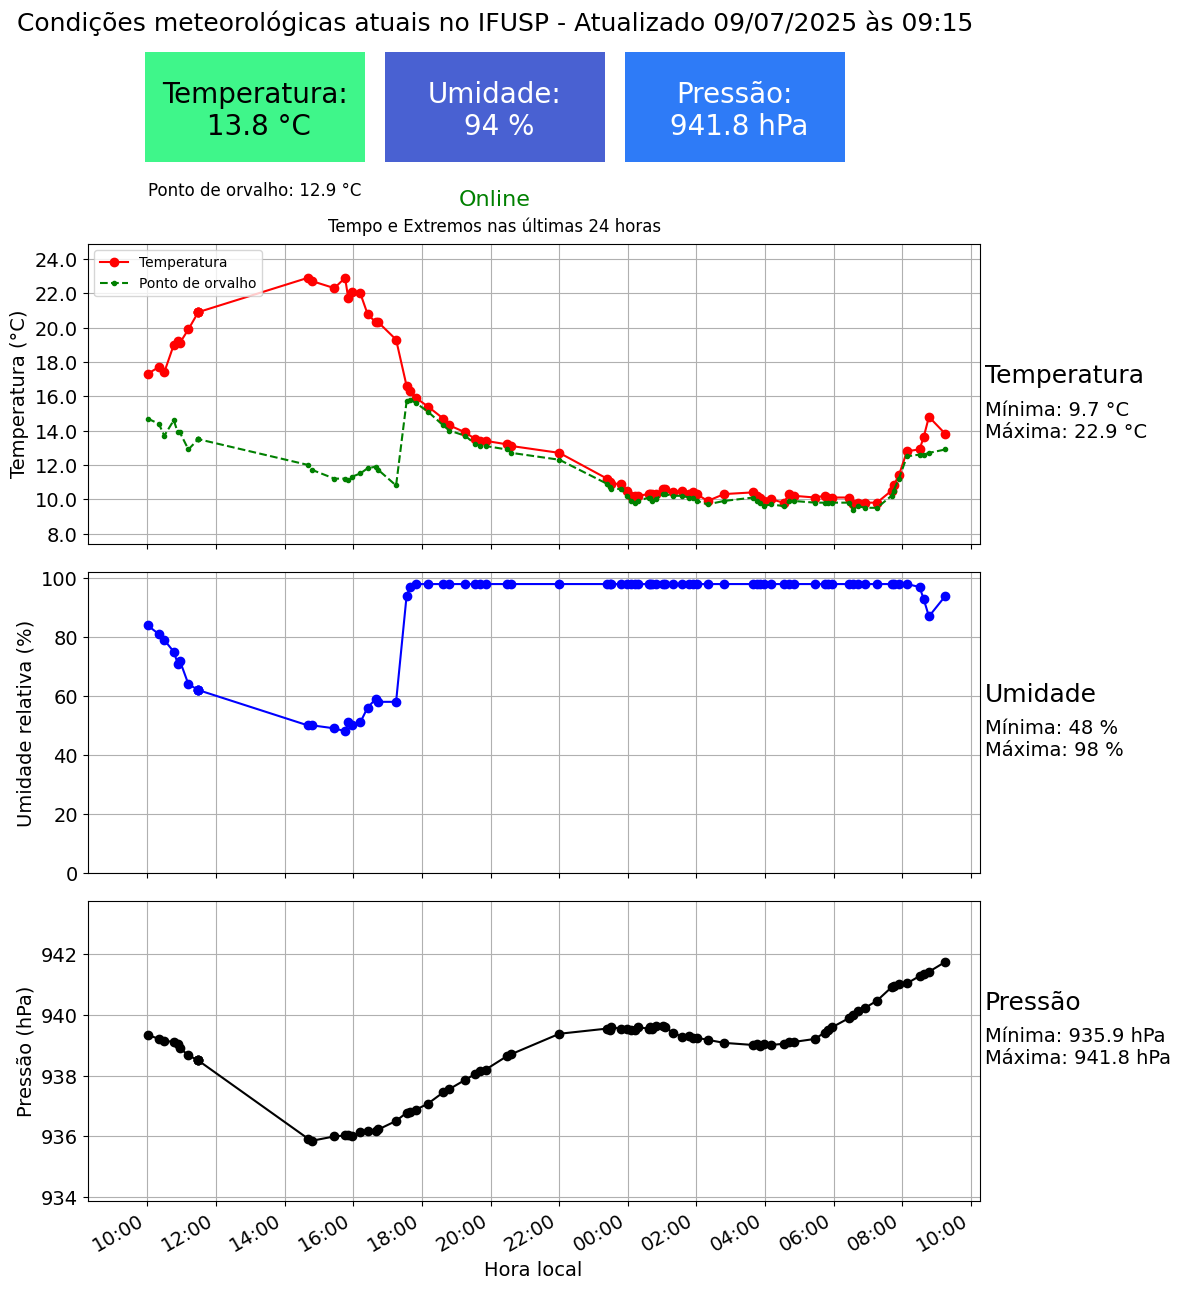 Condições meteorológicas atuais no IFUSP - Atualizado 09/07/2025 às 09:15
Temperatura:
13.8 °C
Umidade:
94 %
Pressão:
941.8 hPa
Ponto de orvalho: 12.9 °C
Online
Tempo e Extremos nas últimas 24 horas
Temperatura (°C)
24.0
22.0
20.0
18.0
16.0
14.0
12.0
10.0
8.0
Temperatura
Ponto de orvalho
Temperatura
Mínima: 9.7 °C
Máxima: 22.9 °C
Umidade relativa (%)
100
80
60
40
20
0
Umidade
Mínima: 48 %
Máxima: 98 %
Pressão (hPa)
942
940
938
936
934
Pressão
Mínima: 935.9 hPa
Máxima: 941.8 hPa
10:00
12:00
14:00
16:00
18:00
20:00
22:00
00:00
02:00
04:00
06:00
08:00
10:00
Hora local